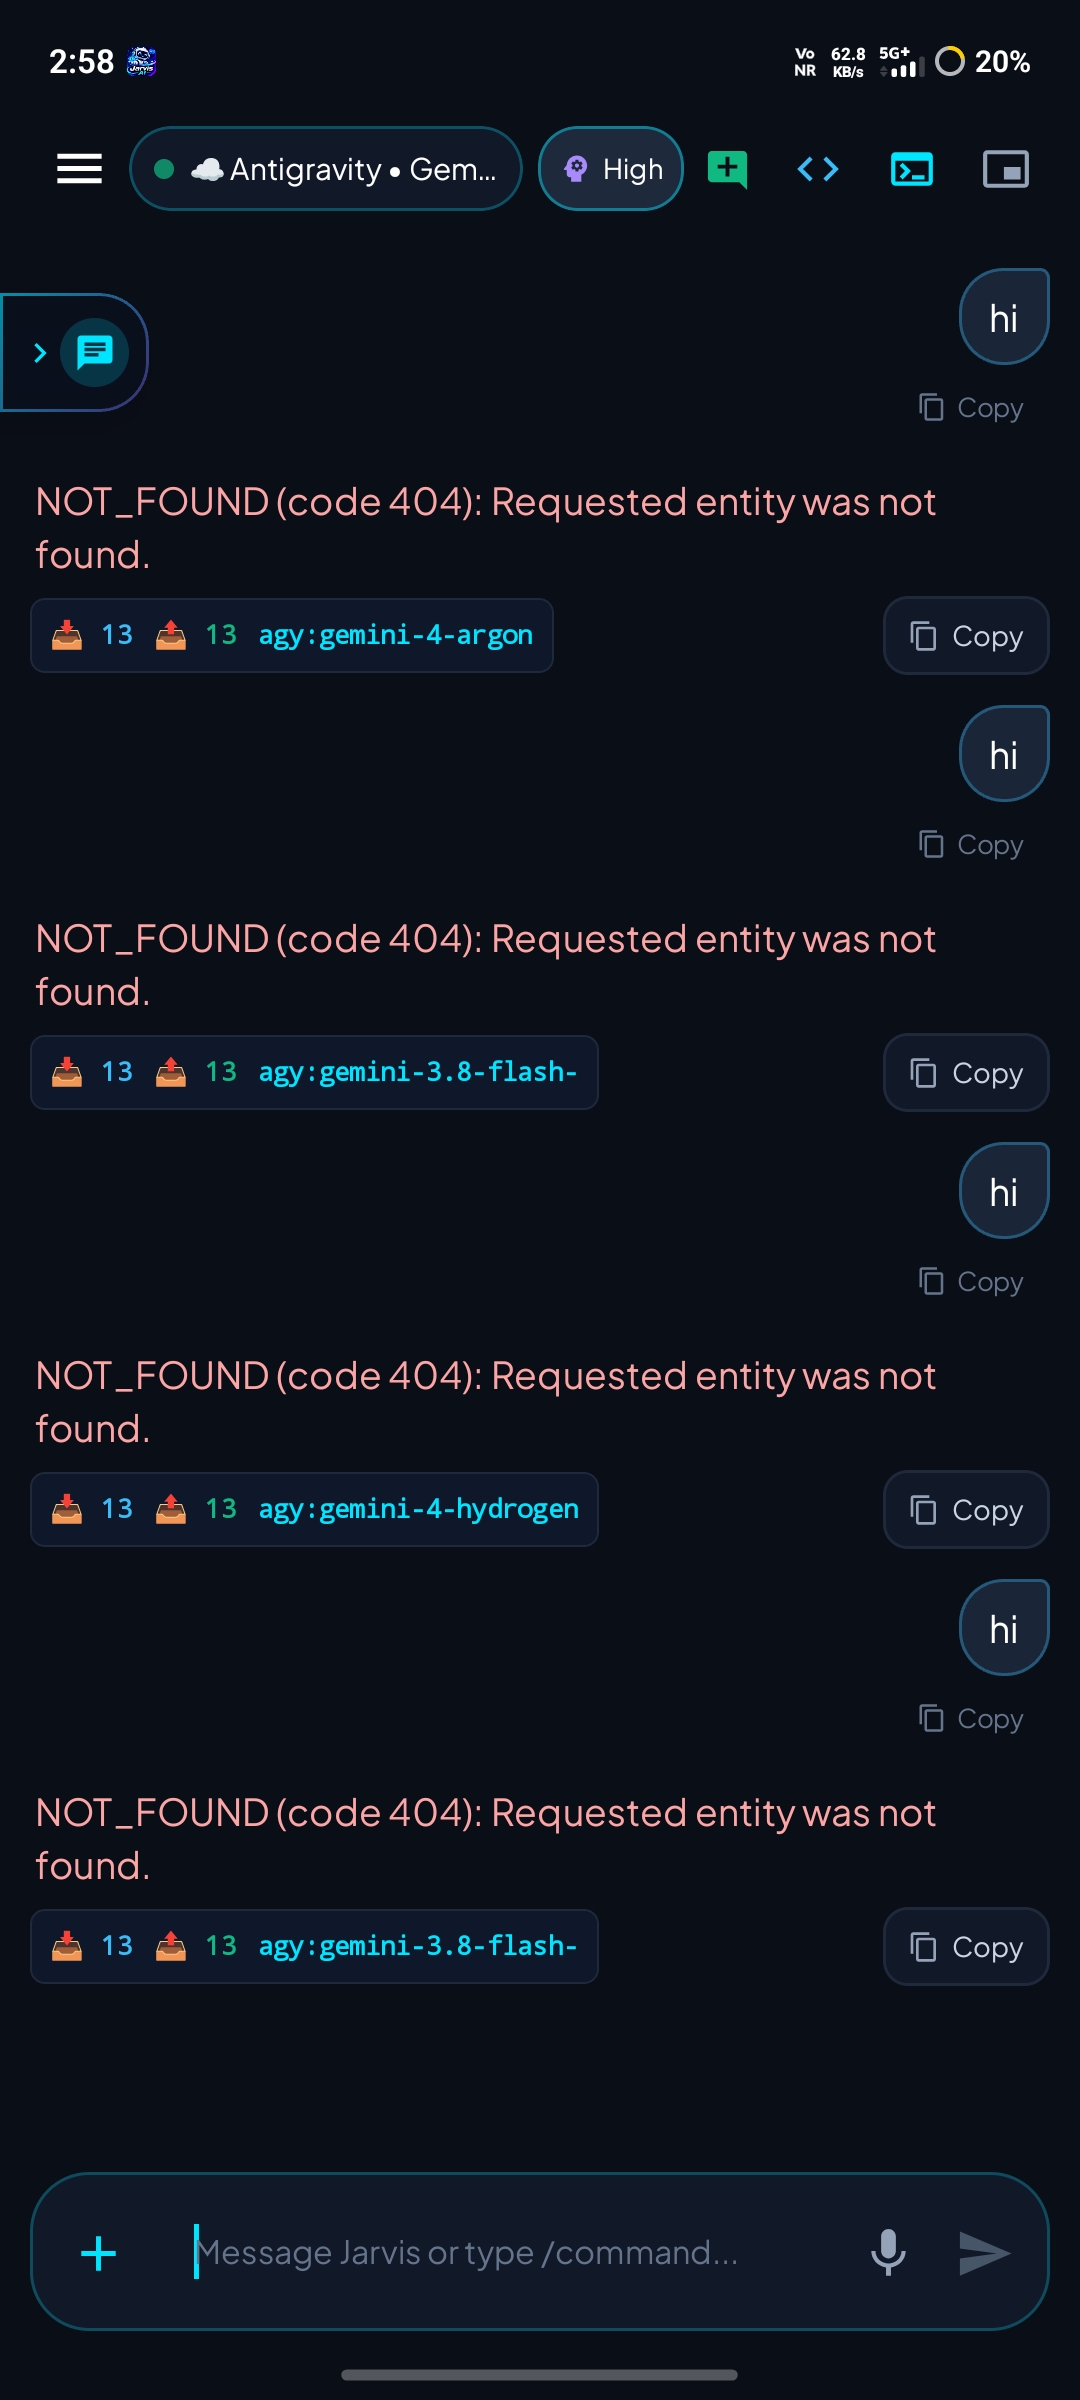 2:58
Vo NR 62.8 KB/s 5G+ 20%
☁️ Antigravity • Gem...
High
hi
Copy
NOT_FOUND (code 404): Requested entity was not
found.
📥 13 📤 13 agy:gemini-4-argon
Copy
hi
Copy
NOT_FOUND (code 404): Requested entity was not
found.
📥 13 📤 13 agy:gemini-3.8-flash-
Copy
hi
Copy
NOT_FOUND (code 404): Requested entity was not
found.
📥 13 📤 13 agy:gemini-4-hydrogen
Copy
hi
Copy
NOT_FOUND (code 404): Requested entity was not
found.
📥 13 📤 13 agy:gemini-3.8-flash-
Copy
Message Jarvis or type /command...